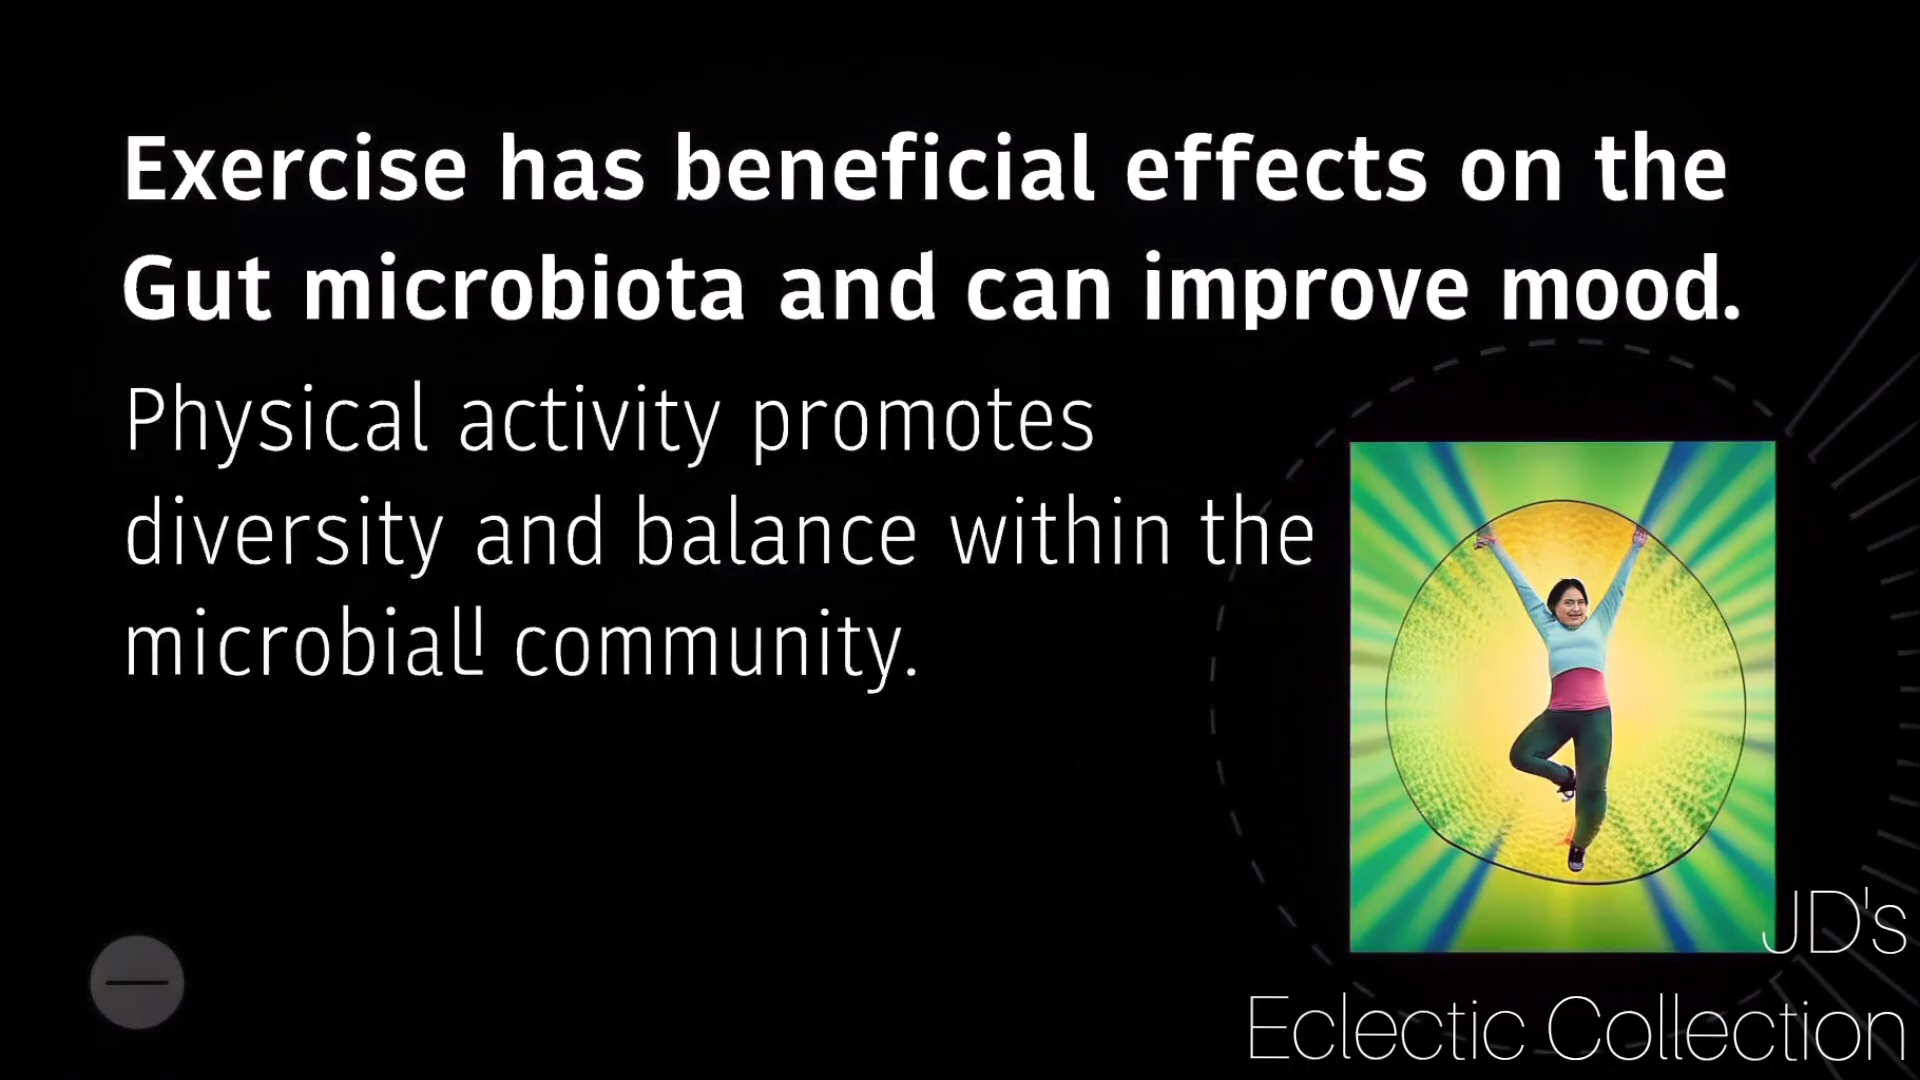 Exercise has beneficial effects on the
Gut microbiota and can improve mood.
Physical activity promotes
diversity and balance within the
microbial community.
JD's
Eclectic Collection